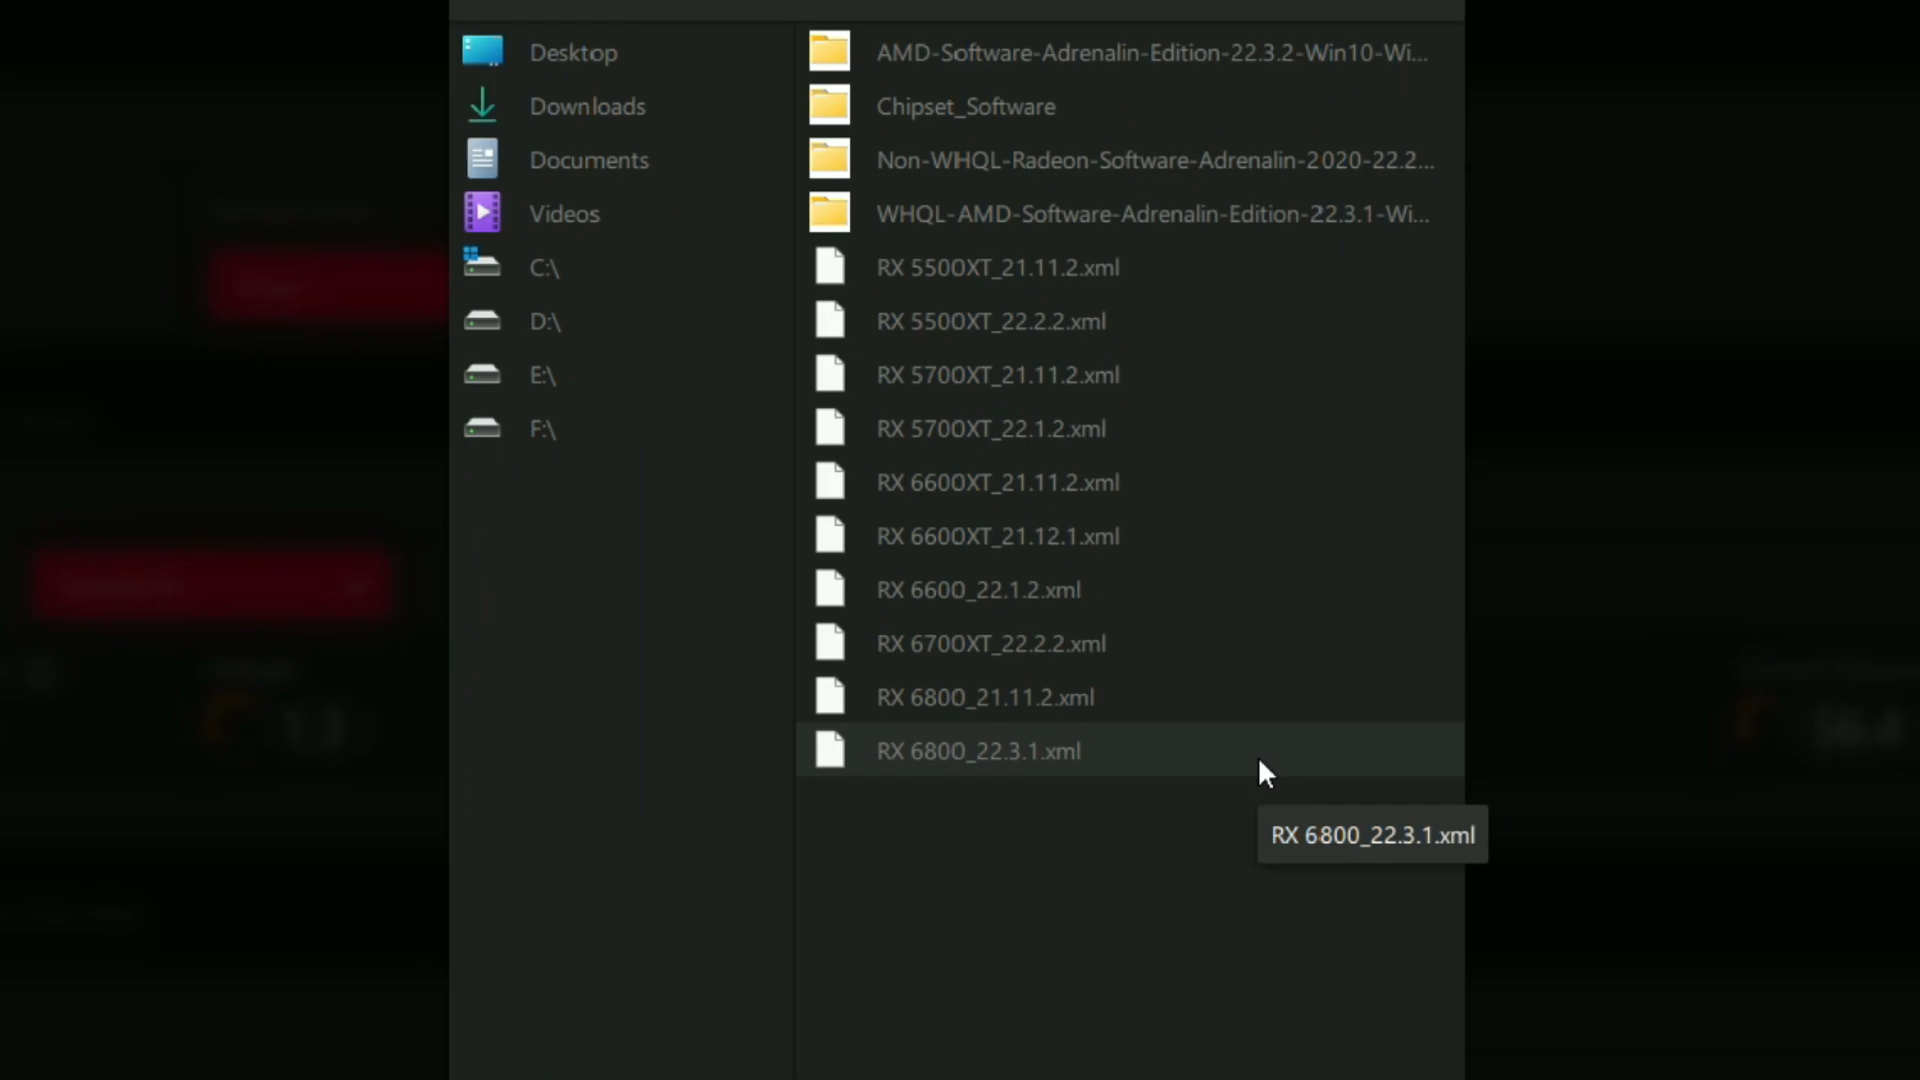 Desktop
Downloads
Documents
Videos
C:\
D:\
E:\
F:\
AMD-Software-Adrenalin-Edition-22.3.2-Win10-Wi...
Chipset_Software
Non-WHQL-Radeon-Software-Adrenalin-2020-22.2...
WHQL-AMD-Software-Adrenalin-Edition-22.3.1-Wi...
RX 5500XT_21.11.2.xml
RX 5500XT_22.2.2.xml
RX 5700XT_21.11.2.xml
RX 5700XT_22.1.2.xml
RX 6600XT_21.11.2.xml
RX 6600XT_21.12.1.xml
RX 6600_22.1.2.xml
RX 6700XT_22.2.2.xml
RX 6800_21.11.2.xml
RX 6800_22.3.1.xml
RX 6800_22.3.1.xml